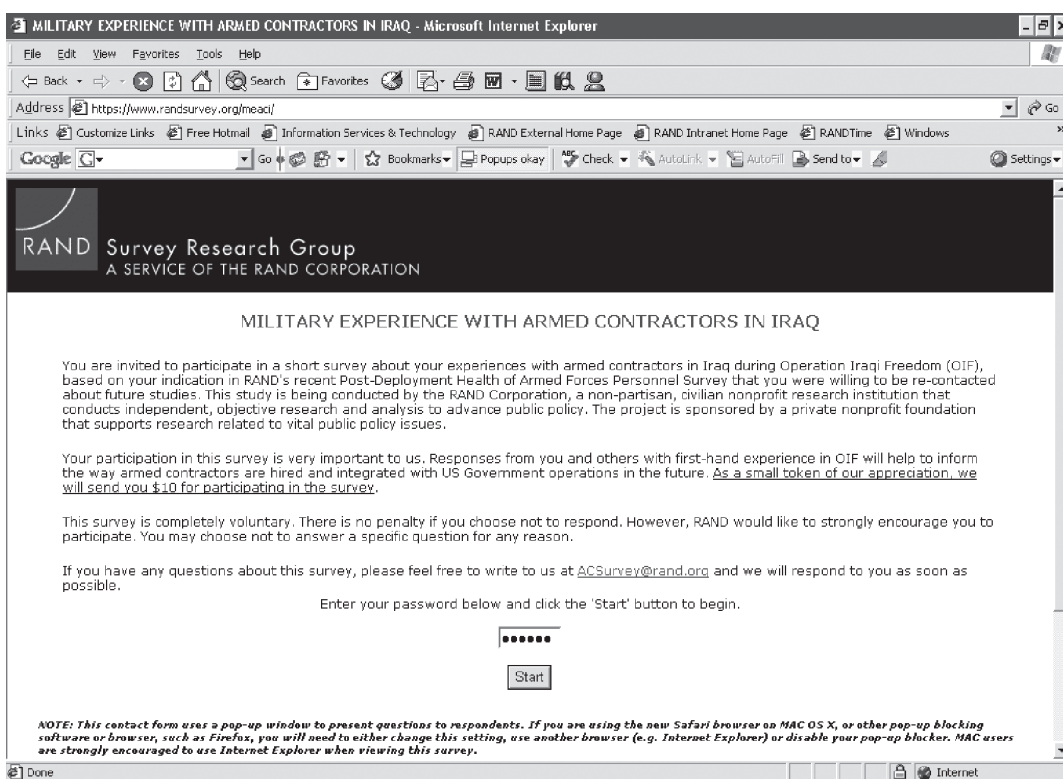 MILITARY EXPERIENCE WITH ARMED CONTRACTORS IN IRAQ - Microsoft Internet Explorer
File Edit View Favorites Tools Help
Back Search Favorites
Address https://www.randsurvey.org/meaci/ Go
Links Customize Links Free Hotmail Information Services & Technology RAND External Home Page RAND Intranet Home Page RANDTime Windows »
Google G Go Bookmarks Popups okay ABC Check AutoLink AutoFill Send to Settings
RAND Survey Research Group
A SERVICE OF THE RAND CORPORATION
MILITARY EXPERIENCE WITH ARMED CONTRACTORS IN IRAQ
You are invited to participate in a short survey about your experiences with armed contractors in Iraq during Operation Iraqi Freedom (OIF),
based on your indication in RAND's recent Post-Deployment Health of Armed Forces Personnel Survey that you were willing to be re-contacted
about future studies. This study is being conducted by the RAND Corporation, a non-partisan, civilian nonprofit research institution that
conducts independent, objective research and analysis to advance public policy. The project is sponsored by a private nonprofit foundation
that supports research related to vital public policy issues.
Your participation in this survey is very important to us. Responses from you and others with first-hand experience in OIF will help to inform
the way armed contractors are hired and integrated with US Government operations in the future. As a small token of our appreciation, we
will send you $10 for participating in the survey.
This survey is completely voluntary. There is no penalty if you choose not to respond. However, RAND would like to strongly encourage you to
participate. You may choose not to answer a specific question for any reason.
If you have any questions about this survey, please feel free to write to us at ACSurvey@rand.org and we will respond to you as soon as
possible.
Enter your password below and click the 'Start' button to begin.
••••••
Start
NOTE: This contact form uses a pop-up window to present questions to respondents. If you are using the new Safari browser on MAC OS X, or other pop-up blocking
software or browser, such as Firefox, you will need to either change this setting, use another browser (e.g. Internet Explorer) or disable your pop-up blocker. MAC users
are strongly encouraged to use Internet Explorer when viewing this survey.
Done Internet